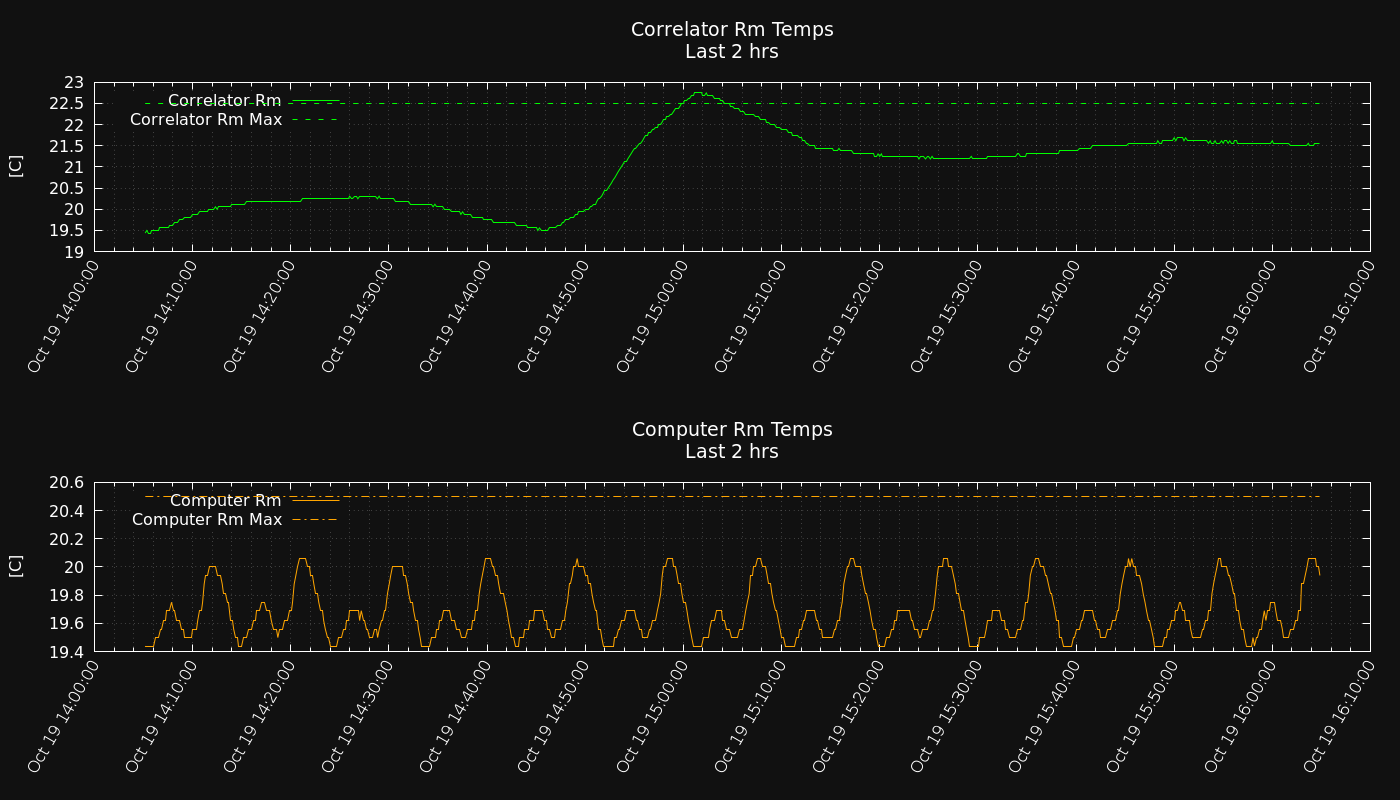 Correlator Rm Temps
Last 2 hrs
23
22.5
22
21.5
21
20.5
20
19.5
19
[C]
Correlator Rm
Correlator Rm Max
Oct 19 14:00:00
Oct 19 14:10:00
Oct 19 14:20:00
Oct 19 14:30:00
Oct 19 14:40:00
Oct 19 14:50:00
Oct 19 15:00:00
Oct 19 15:10:00
Oct 19 15:20:00
Oct 19 15:30:00
Oct 19 15:40:00
Oct 19 15:50:00
Oct 19 16:00:00
Oct 19 16:10:00
Computer Rm Temps
Last 2 hrs
20.6
20.4
20.2
20
19.8
19.6
19.4
[C]
Computer Rm
Computer Rm Max
Oct 19 14:00:00
Oct 19 14:10:00
Oct 19 14:20:00
Oct 19 14:30:00
Oct 19 14:40:00
Oct 19 14:50:00
Oct 19 15:00:00
Oct 19 15:10:00
Oct 19 15:20:00
Oct 19 15:30:00
Oct 19 15:40:00
Oct 19 15:50:00
Oct 19 16:00:00
Oct 19 16:10:00